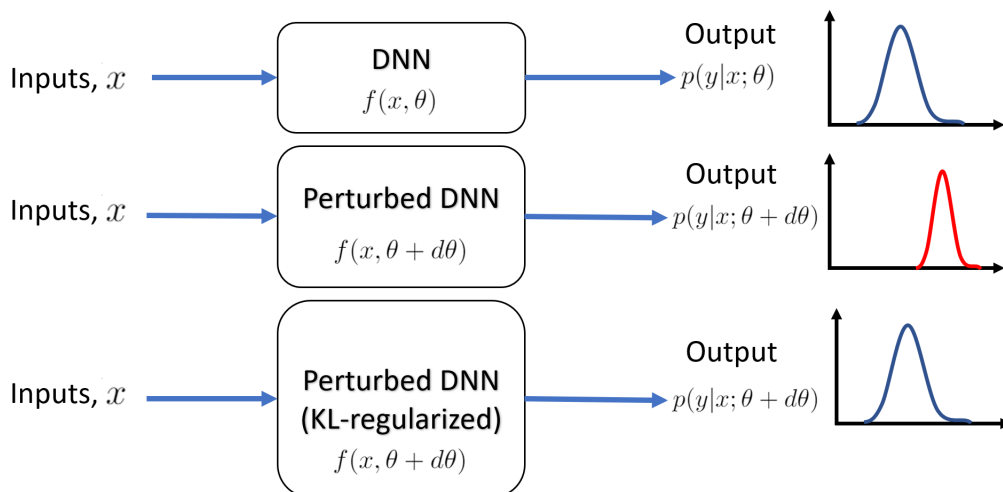 Inputs, x
DNN
f(x, θ)
Output
p(y|x; θ)
Inputs, x
Perturbed DNN
f(x, θ + dθ)
Output
p(y|x; θ + dθ)
Inputs, x
Perturbed DNN
(KL-regularized)
f(x, θ + dθ)
Output
p(y|x; θ + dθ)